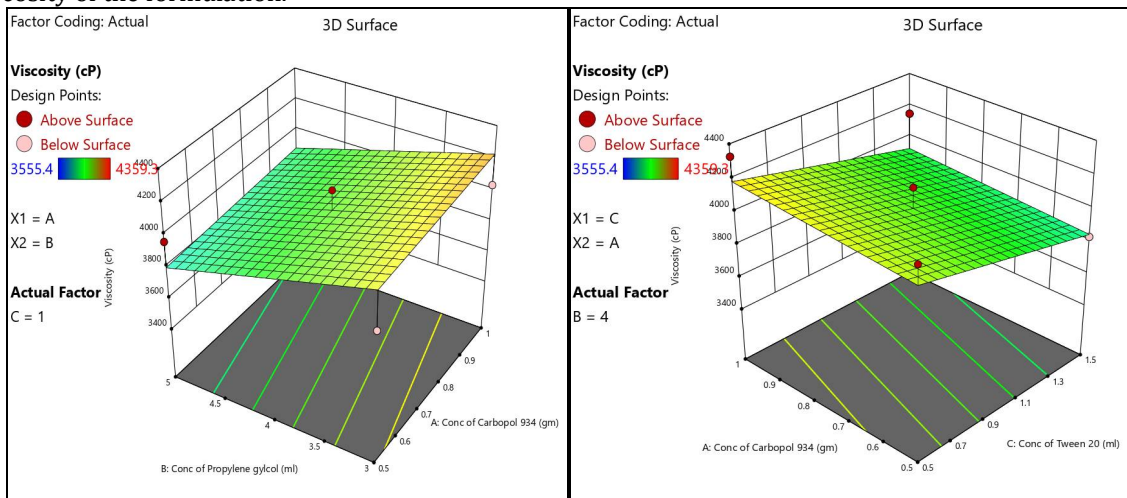 cosity of the formulation.
Factor Coding: Actual
3D Surface
Viscosity (cP)
Design Points:
Above Surface
Below Surface
3555.4 4359.3
X1 = A
X2 = B
Actual Factor
C = 1
4400
4200
4000
3800
3600
3400
Viscosity (cP)
5
4.5
4
3.5
3
B: Conc of Propylene gylcol (ml)
0.5
0.6
0.7
0.8
0.9
1
A: Conc of Carbopol 934 (gm)
Factor Coding: Actual
3D Surface
Viscosity (cP)
Design Points:
Above Surface
Below Surface
3555.4 4359.3
X1 = C
X2 = A
Actual Factor
B = 4
4400
4200
4000
3800
3600
3400
Viscosity (cP)
1
0.9
0.8
0.7
0.6
0.5
A: Conc of Carbopol 934 (gm)
0.5
0.7
0.9
1.1
1.3
1.5
C: Conc of Tween 20 (ml)